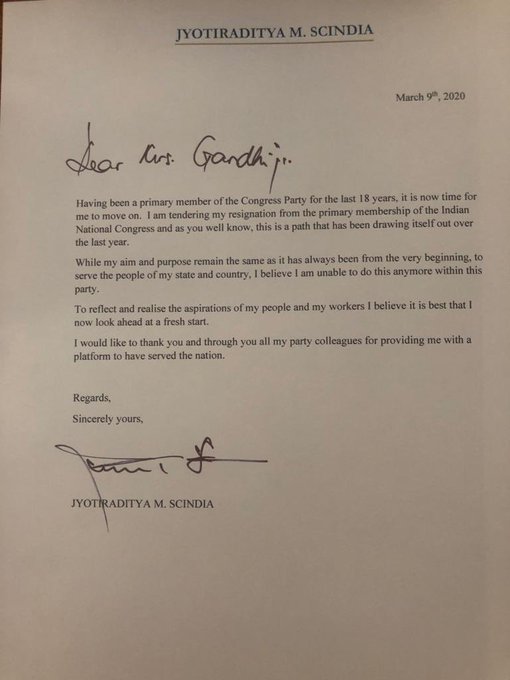 JYOTIRADITYA M. SCINDIA
March 9th, 2020
Dear Mrs. Gandhi ji.
Having been a primary member of the Congress Party for the last 18 years, it is now time for
me to move on. I am tendering my resignation from the primary membership of the Indian
National Congress and as you well know, this is a path that has been drawing itself out over
the last year.
While my aim and purpose remain the same as it has always been from the very beginning, to
serve the people of my state and country, I believe I am unable to do this anymore within this
party.
To reflect and realise the aspirations of my people and my workers I believe it is best that I
now look ahead at a fresh start.
I would like to thank you and through you all my party colleagues for providing me with a
platform to have served the nation.
Regards,
Sincerely yours,
JYOTIRADITYA M. SCINDIA